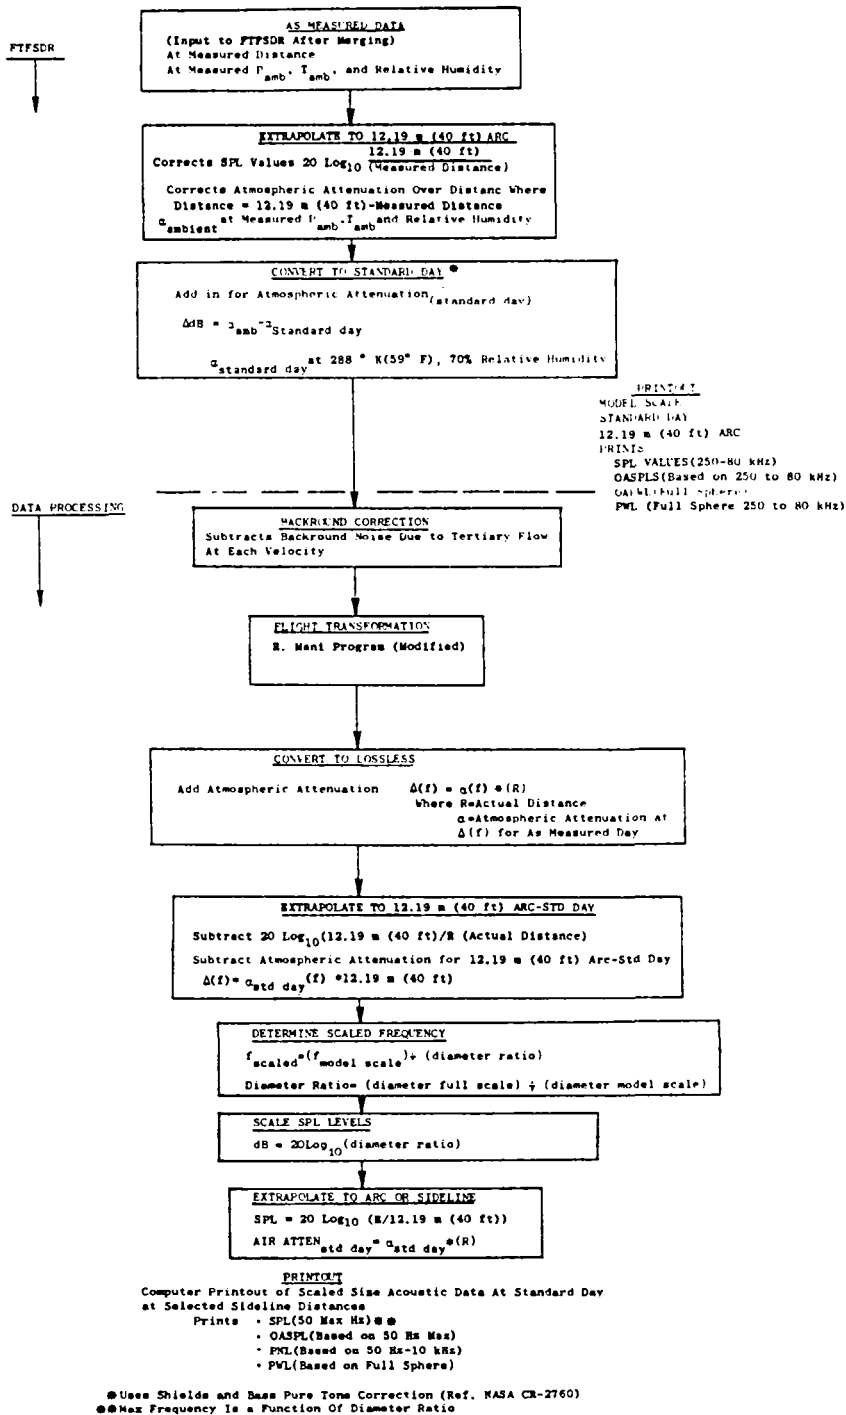 FTFSDR
AS MEASURED DATA
(Input to FTFSDR After Merging)
At Measured Distance
At Measured P amb, T amb, and Relative Humidity
EXTRAPOLATE TO 12.19 m (40 ft) ARC
Corrects SPL Values 20 Log10 12.19 m (40 ft) / (Measured Distance)
Corrects Atmospheric Attenuation Over Distanc Where
Distance = 12.19 m (40 ft)-Measured Distance
α ambient at Measured P amb, T amb and Relative Humidity
CONVERT TO STANDARD DAY ●
Add in for Atmospheric Attenuation (standard day)
ΔdB = α amb -α Standard day
α standard day at 288 ° K(59° F), 70% Relative Humidity
PRINTOUT
MODEL SCALE
STANDARD DAY
12.19 m (40 ft) ARC
PRINTS
SPL VALUES(250-80 kHz)
OASPLS(Based on 250 to 80 kHz)
OAPWL(Full Sphere)
PWL (Full Sphere 250 to 80 kHz)
DATA PROCESSING
BACKROUND CORRECTION
Subtracts Backround Noise Due to Tertiary Flow
At Each Velocity
FLIGHT TRANSFORMATION
R. Mani Program (Modified)
CONVERT TO LOSSLESS
Add Atmospheric Attenuation Δ(f) = α(f) *(R)
Where R=Actual Distance
α=Atmospheric Attenuation At
Δ(f) for As Measured Day
EXTRAPOLATE TO 12.19 m (40 ft) ARC-STD DAY
Subtract 20 Log10(12.19 m (40 ft)/R (Actual Distance)
Subtract Atmospheric Attenuation for 12.19 m (40 ft) Arc-Std Day
Δ(f)= α std day (f) *12.19 m (40 ft)
DETERMINE SCALED FREQUENCY
f scaled=(f model scale)÷ (diameter ratio)
Diameter Ratio= (diameter full scale) ÷ (diameter model scale)
SCALE SPL LEVELS
dB = 20Log10(diameter ratio)
EXTRAPOLATE TO ARC OR SIDELINE
SPL = 20 Log10 (R/12.19 m (40 ft))
AIR ATTEN std day= α std day*(R)
PRINTOUT
Computer Printout of Scaled Size Acoustic Data At Standard Day
at Selected Sideline Distances
Prints • SPL(50 Max Hz)●●
• OASPL(Based on 50 Hz Max)
• PNL(Based on 50 Hz-10 kHz)
• PWL(Based on Full Sphere)
●Uses Shields and Bass Pure Tone Correction (Ref. NASA CR-2760)
●●Max Frequency Is a Function Of Diameter Ratio